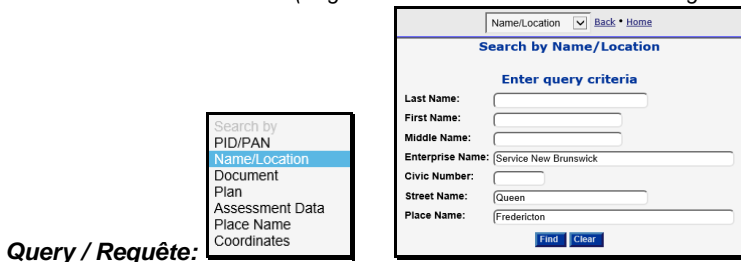 Name/Location Back • Home
Search by Name/Location
Enter query criteria
Last Name:
First Name:
Middle Name:
Enterprise Name: Service New Brunswick
Civic Number:
Street Name: Queen
Place Name: Fredericton
Find Clear
Search by
PID/PAN
Name/Location
Document
Plan
Assessment Data
Place Name
Coordinates
Query / Requête: